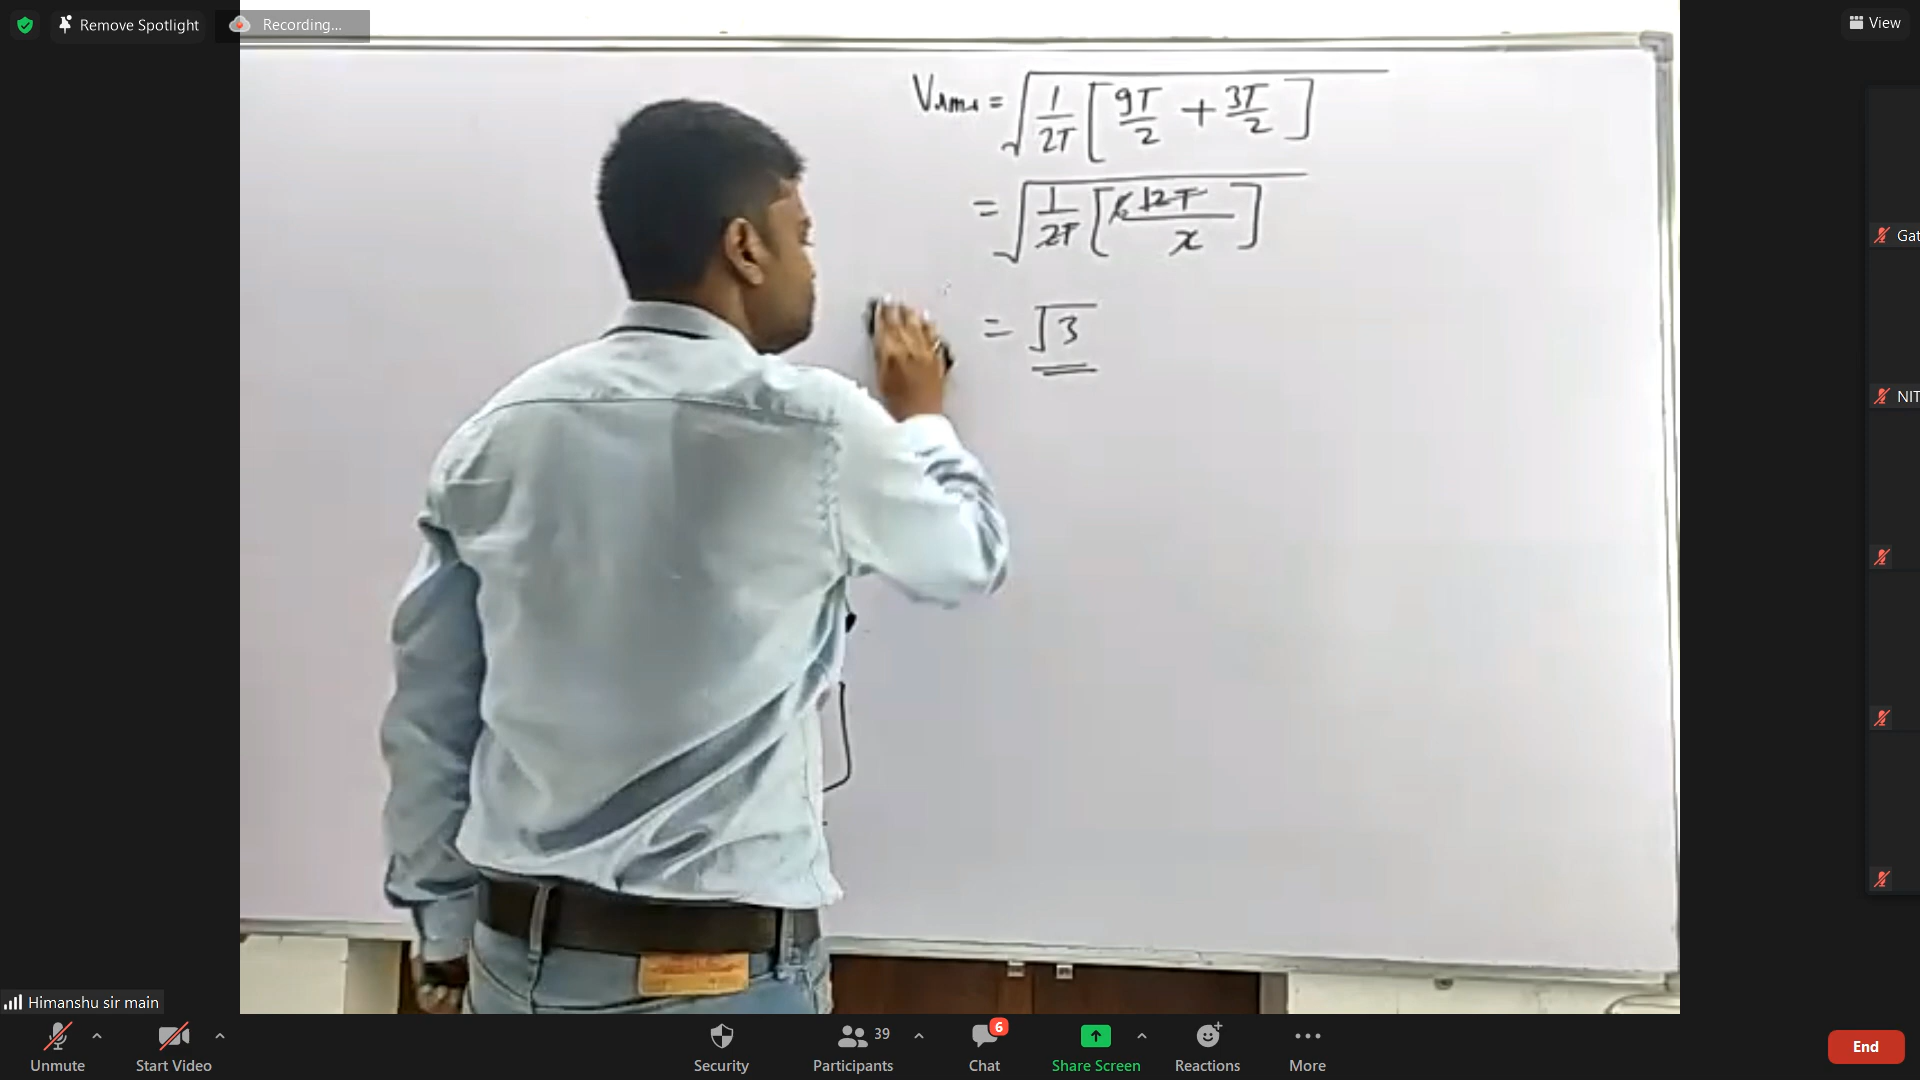 Remove Spotlight
Recording...
View
Vrms = √ 1/2T [ 9T/2 + 3T/2 ]
= √ 1/2T [ 12T/2 ]
= √3
Gat
NIT
Himanshu sir main
Unmute
Start Video
Security
39
Participants
6
Chat
Share Screen
Reactions
More
End